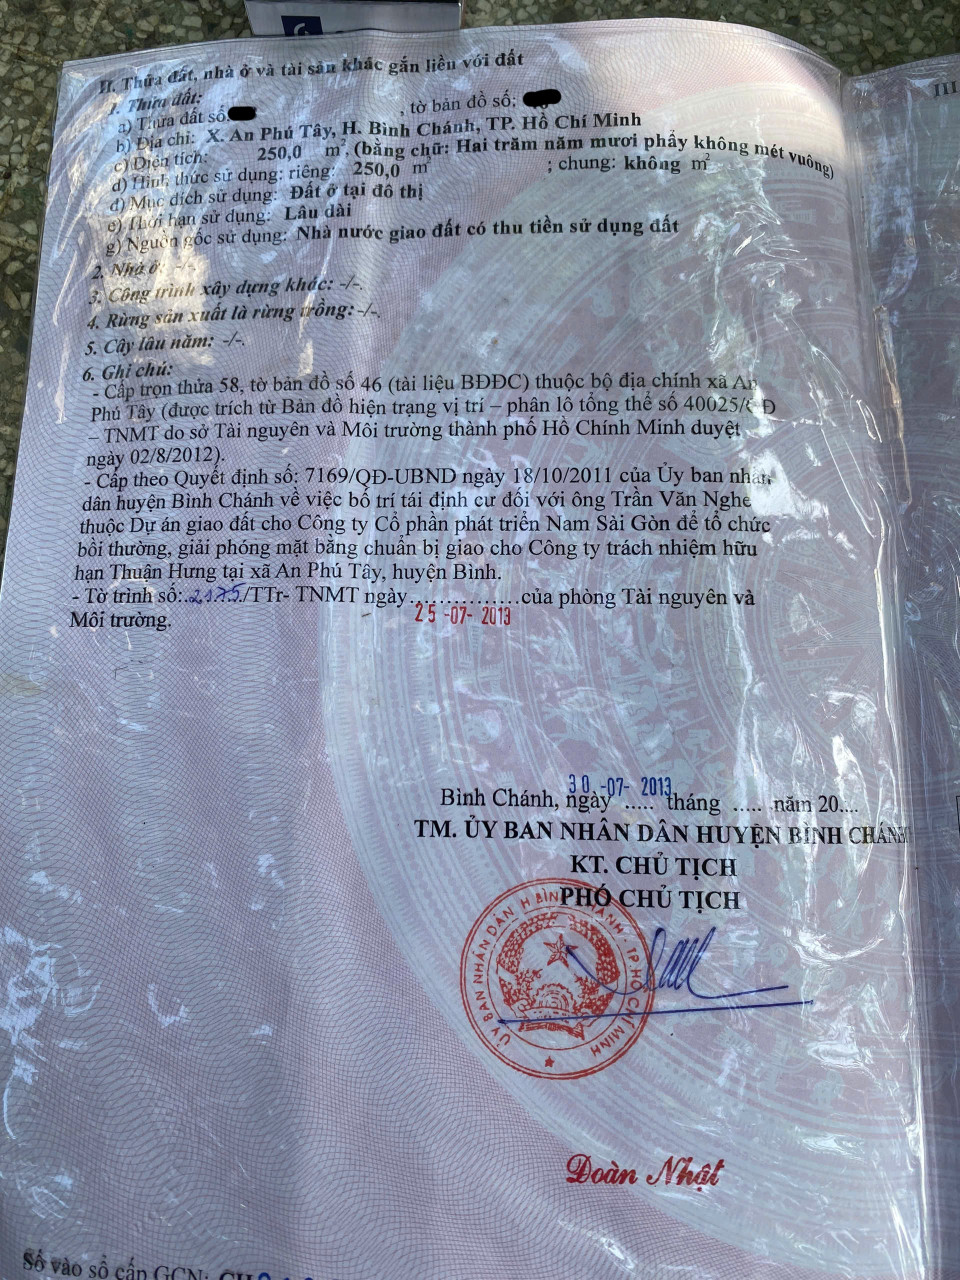 II. Thửa đất, nhà ở và tài sản khác gắn liền với đất
1. Thửa đất:
a) Thửa đất số: , tờ bản đồ số:
b) Địa chỉ: X. An Phú Tây, H. Bình Chánh, TP. Hồ Chí Minh
c) Diện tích: 250,0 m², (bằng chữ: Hai trăm năm mươi phẩy không mét vuông)
d) Hình thức sử dụng: riêng: 250,0 m² ; chung: không m²
đ) Mục đích sử dụng: Đất ở tại đô thị
e) Thời hạn sử dụng: Lâu dài
g) Nguồn gốc sử dụng: Nhà nước giao đất có thu tiền sử dụng đất
2. Nhà ở: -/-.
3. Công trình xây dựng khác: -/-.
4. Rừng sản xuất là rừng trồng: -/-.
5. Cây lâu năm: -/-.
6. Ghi chú:
- Cấp trọn thửa 58, tờ bản đồ số 46 (tài liệu BĐĐC) thuộc bộ địa chính xã An
Phú Tây (được trích từ Bản đồ hiện trạng vị trí – phân lô tổng thể số 40025/
– TNMT do sở Tài nguyên và Môi trường thành phố Hồ Chính Minh duyệt
ngày 02/8/2012).
- Cấp theo Quyết định số: 7169/QĐ-UBND ngày 18/10/2011 của Ủy ban nhân
dân huyện Bình Chánh về việc bố trí tái định cư đối với ông Trần Văn Nghe
thuộc Dự án giao đất cho Công ty Cổ phần phát triển Nam Sài Gòn để tổ chức
bồi thường, giải phóng mặt bằng chuẩn bị giao cho Công ty trách nhiệm hữu
hạn Thuận Hưng tại xã An Phú Tây, huyện Bình.
- Tờ trình số:..2175./TTr- TNMT ngày...............của phòng Tài nguyên và
25 -07- 2013
Môi trường.
30 -07- 2013
Bình Chánh, ngày ..... tháng ..... năm 20....
TM. ỦY BAN NHÂN DÂN HUYỆN BÌNH CHÁNH
KT. CHỦ TỊCH
PHÓ CHỦ TỊCH
ỦY BAN NHÂN DÂN H BÌNH CHÁNH - TP. HỒ CHÍ MINH
Đoàn Nhật
Số vào sổ cấp GCN:
III